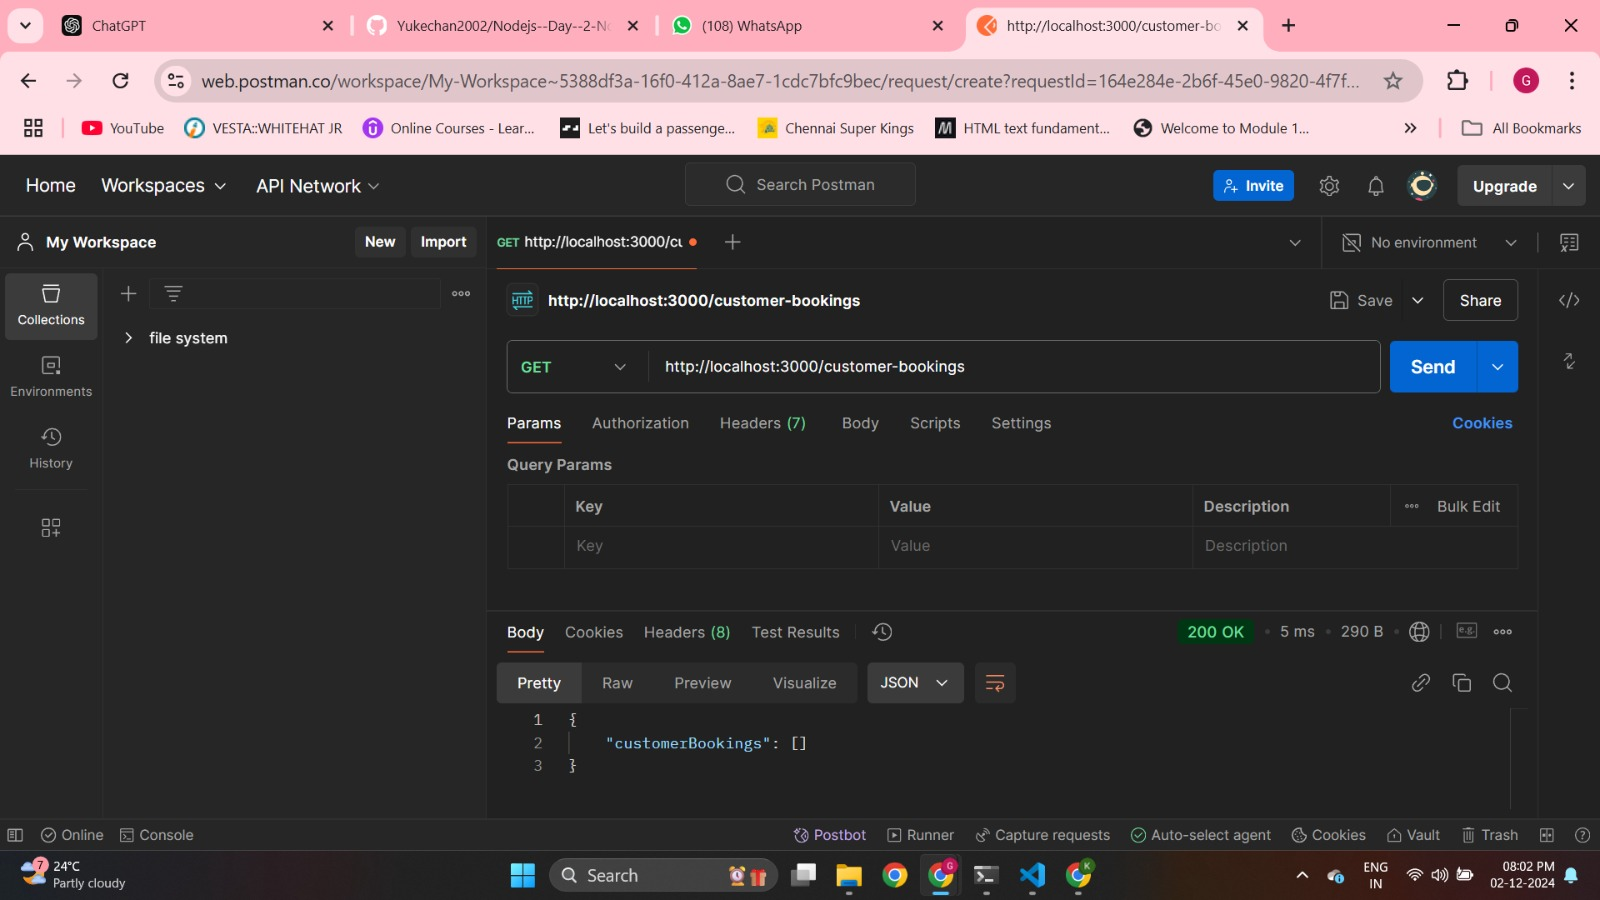 ChatGPT
Yukechan2002/Nodejs--Day--2-No
(108) WhatsApp
http://localhost:3000/customer-bo
web.postman.co/workspace/My-Workspace~5388df3a-16f0-412a-8ae7-1cdc7bfc9bec/request/create?requestId=164e284e-2b6f-45e0-9820-4f7f...
G
YouTube
VESTA::WHITEHAT JR
Online Courses - Lear...
Let's build a passenge...
Chennai Super Kings
HTML text fundament...
Welcome to Module 1...
All Bookmarks
Home
Workspaces
API Network
Search Postman
Invite
Upgrade
My Workspace
New
Import
GET http://localhost:3000/cu
No environment
Collections
file system
Environments
History
HTTP
http://localhost:3000/customer-bookings
Save
Share
GET
http://localhost:3000/customer-bookings
Send
Params
Authorization
Headers (7)
Body
Scripts
Settings
Cookies
Query Params
Key
Value
Description
Bulk Edit
Key
Value
Description
Body
Cookies
Headers (8)
Test Results
200 OK
5 ms
290 B
e.g.
Pretty
Raw
Preview
Visualize
JSON
1 {
2 "customerBookings": []
3 }
Online
Console
Postbot
Runner
Capture requests
Auto-select agent
Cookies
Vault
Trash
7
24°C
Partly cloudy
Search
G
K
ENG
IN
08:02 PM
02-12-2024